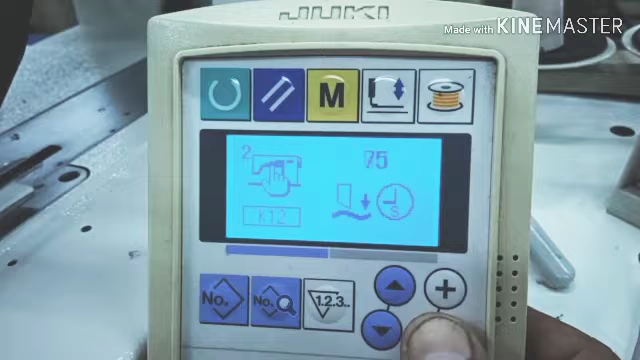 JUKI
Made with KINEMASTER
M
2
75
K12
S
No.
No.
1.2.3..
+